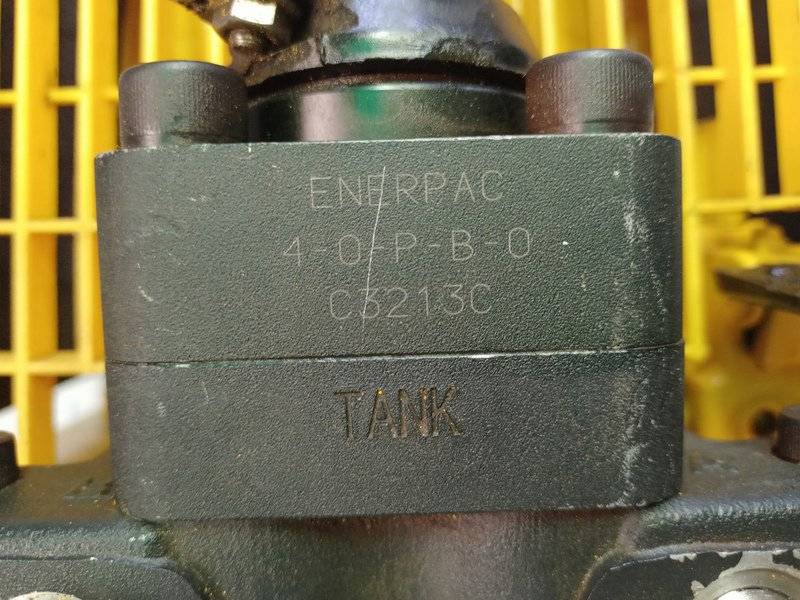 ENERPAC
4-0-P-B-0
C3213C
TANK